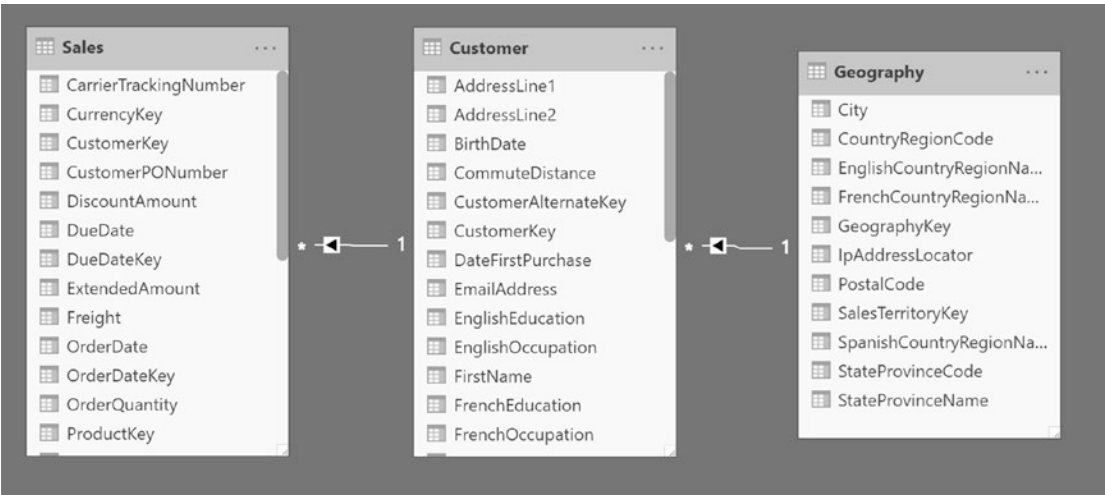 Sales
CarrierTrackingNumber
CurrencyKey
CustomerKey
CustomerPONumber
DiscountAmount
DueDate
DueDateKey
ExtendedAmount
Freight
OrderDate
OrderDateKey
OrderQuantity
ProductKey
* 1
Customer
AddressLine1
AddressLine2
BirthDate
CommuteDistance
CustomerAlternateKey
CustomerKey
DateFirstPurchase
EmailAddress
EnglishEducation
EnglishOccupation
FirstName
FrenchEducation
FrenchOccupation
* 1
Geography
City
CountryRegionCode
EnglishCountryRegionNa...
FrenchCountryRegionNa...
GeographyKey
IpAddressLocator
PostalCode
SalesTerritoryKey
SpanishCountryRegionNa...
StateProvinceCode
StateProvinceName